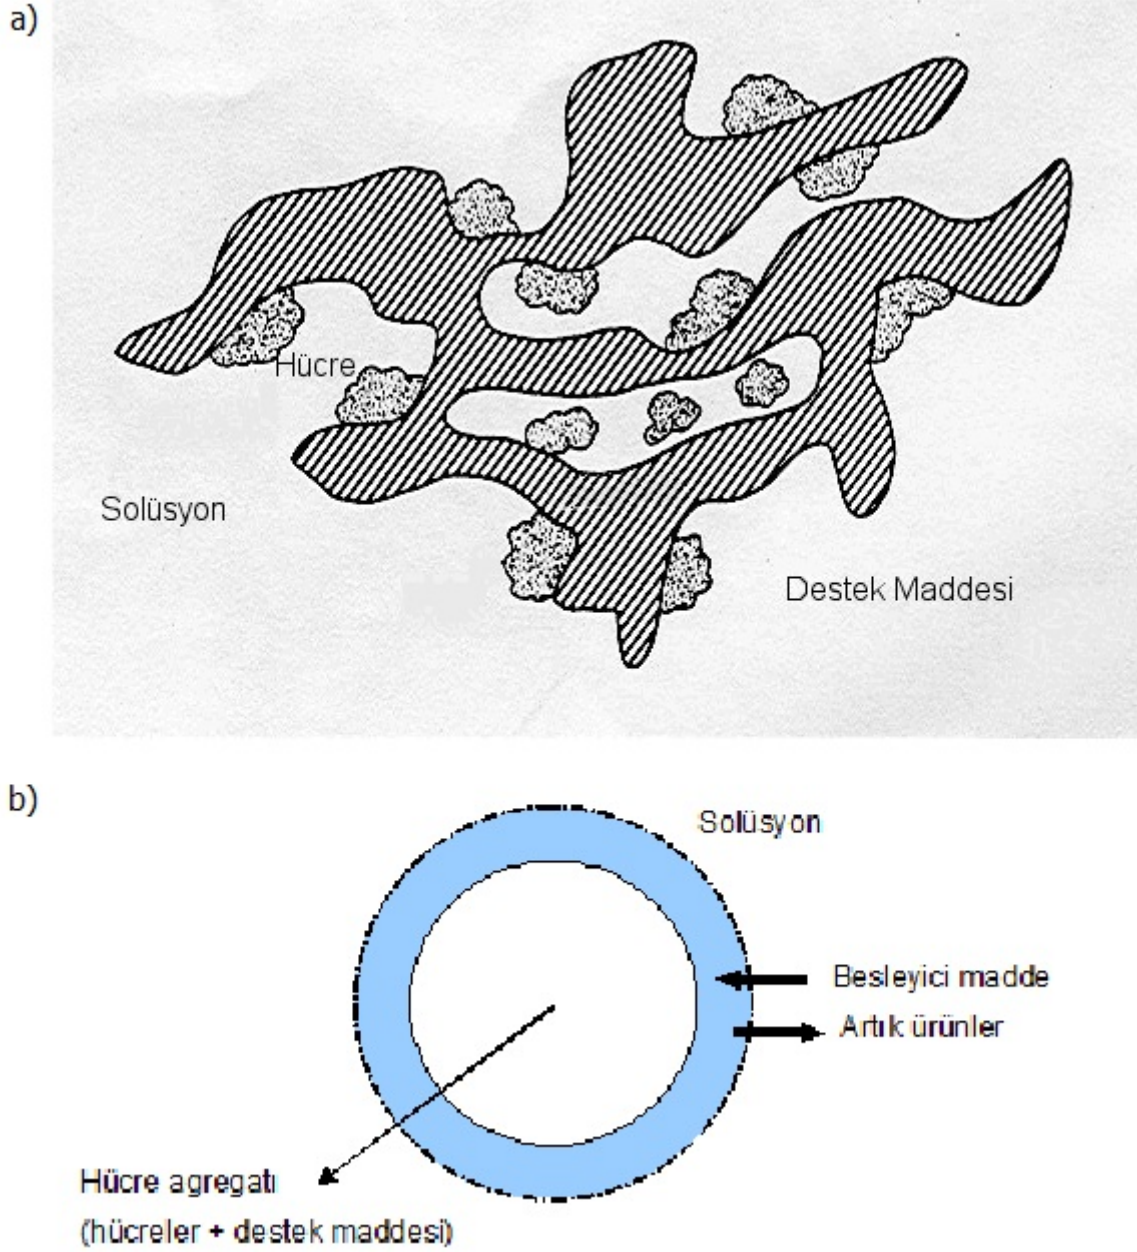 a)
Hücre
Solüsyon
Destek Maddesi
b)
Solüsyon
Besleyici madde
Artık ürünler
Hücre agregatı
(hücreler + destek maddesi)